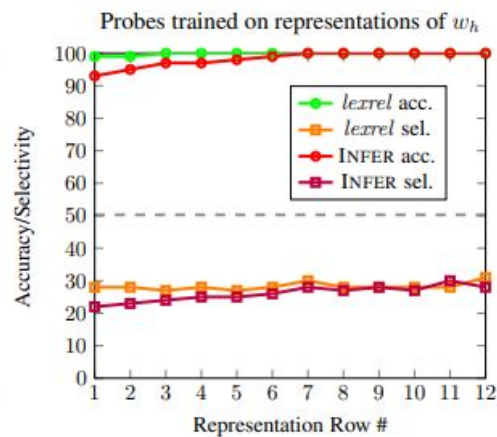 Probes trained on representations of w_h
100
90
80
70
60
50
40
30
20
10
0
Accuracy/Selectivity
lexrel acc.
lexrel sel.
INFER acc.
INFER sel.
1 2 3 4 5 6 7 8 9 10 11 12
Representation Row #